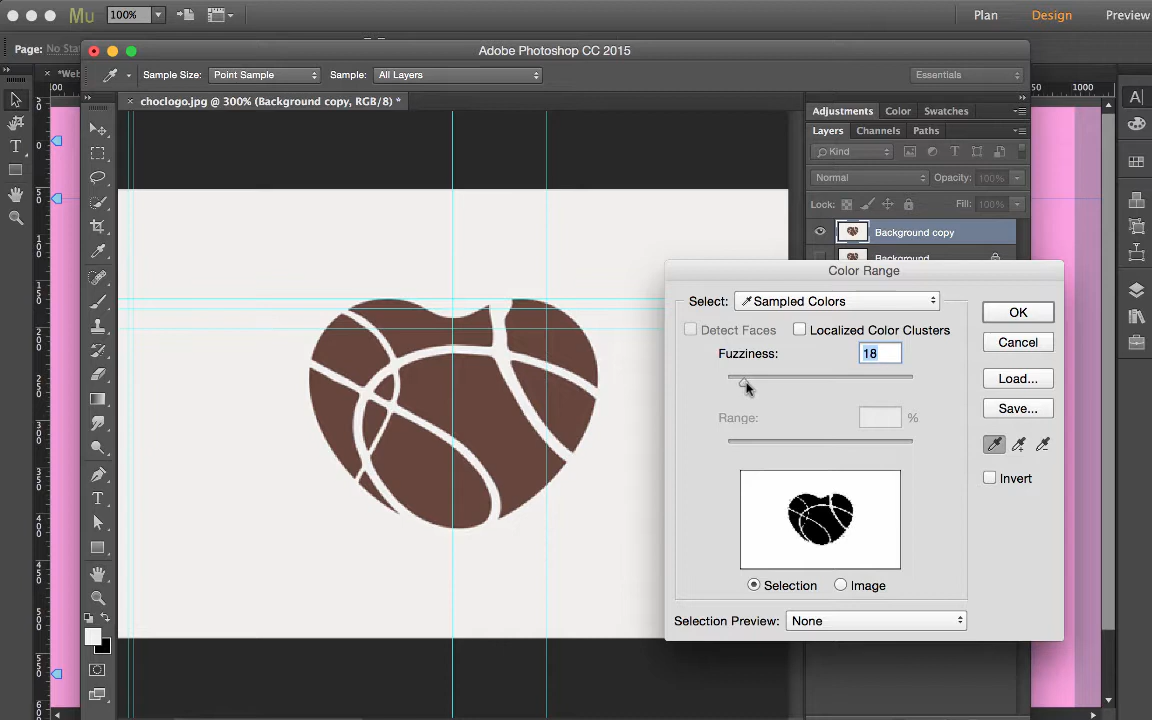 Mu 100% Plan Design Preview
Page: No Sta
Adobe Photoshop CC 2015
Sample Size: Point Sample Sample: All Layers Essentials
choclogo.jpg @ 300% (Background copy, RGB/8) *
1000
Adjustments Color Swatches
Layers Channels Paths
Kind
Normal Opacity: 100%
Lock: Fill: 100%
Background copy
Background
Color Range
Select: Sampled Colors
OK
Detect Faces Localized Color Clusters
Fuzziness: 18
Cancel
Load...
Range: %
Save...
Invert
Selection Image
Selection Preview: None